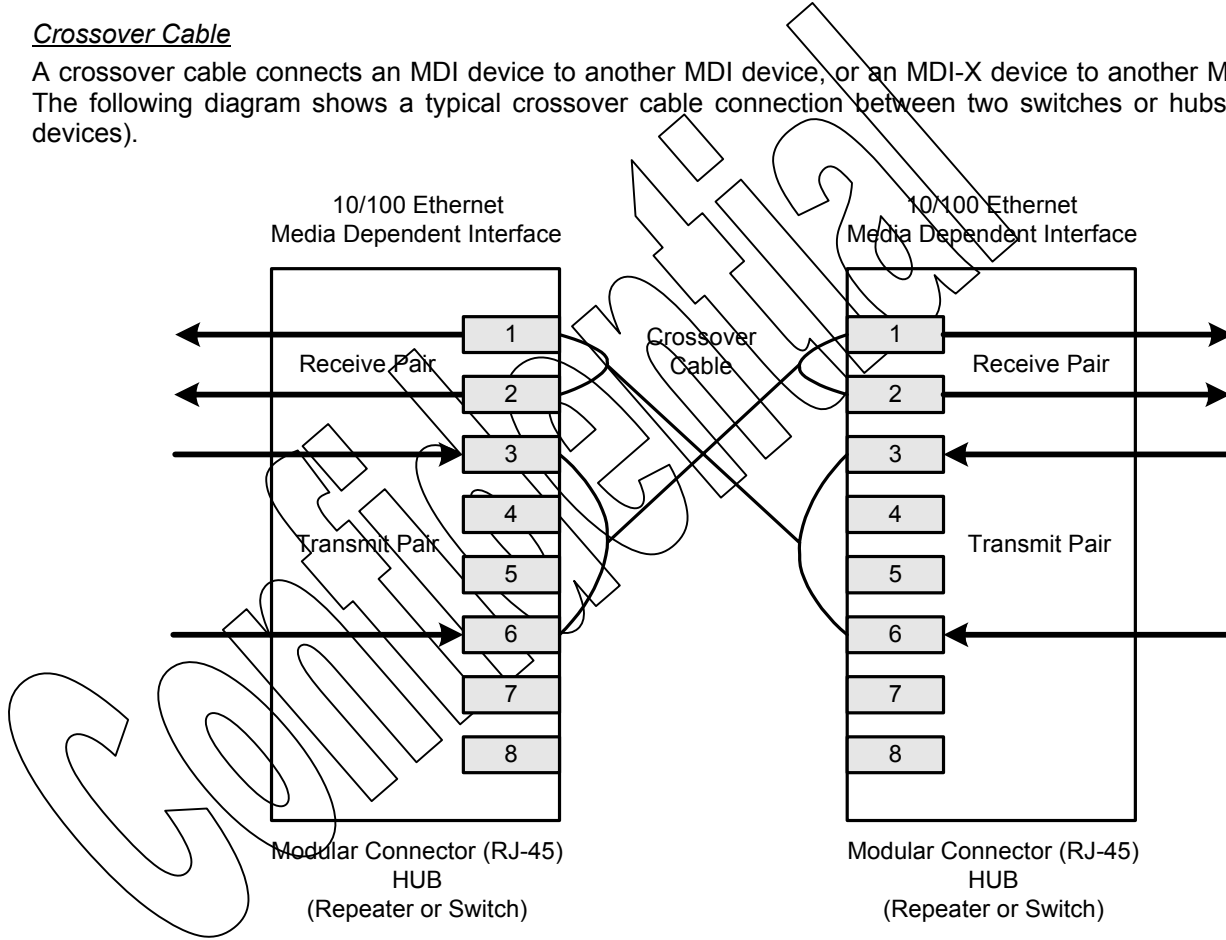 Crossover Cable
A crossover cable connects an MDI device to another MDI device, or an MDI-X device to another M
The following diagram shows a typical crossover cable connection between two switches or hubs
devices).
10/100 Ethernet
Media Dependent Interface
10/100 Ethernet
Media Dependent Interface
1
Receive Pair
2
3
4
Transmit Pair
5
6
7
8
Crossover
Cable
1
Receive Pair
2
3
4
Transmit Pair
5
6
7
8
Modular Connector (RJ-45)
HUB
(Repeater or Switch)
Modular Connector (RJ-45)
HUB
(Repeater or Switch)
Confidential